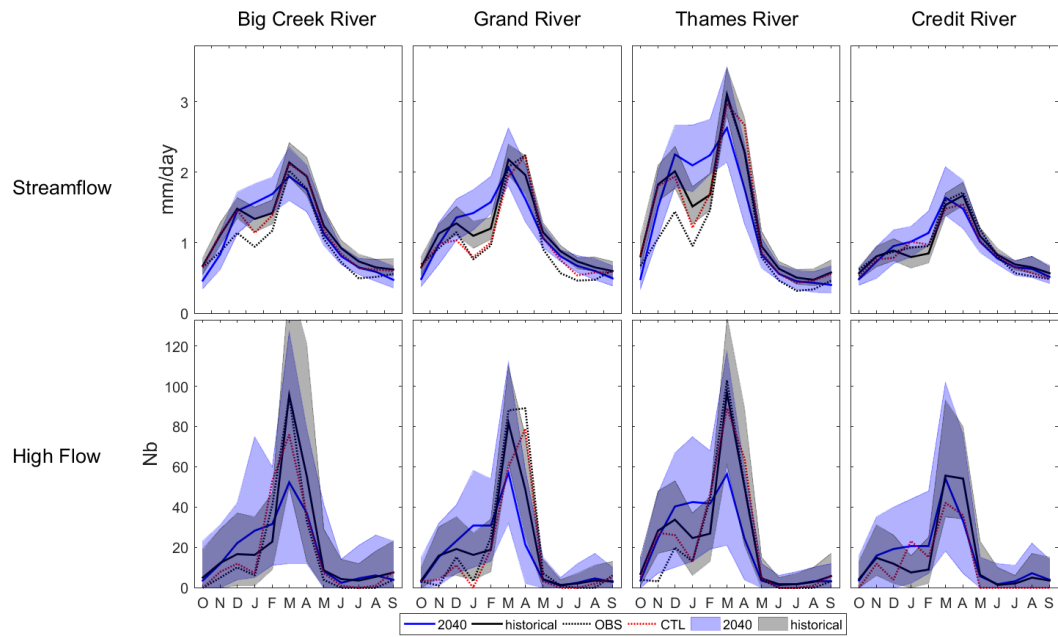 Big Creek River Grand River Thames River Credit River
Streamflow
mm/day
3
2
1
0
High Flow
Nb
120
100
80
60
40
20
0
O N D J F M A M J J A S O N D J F M A M J J A S O N D J F M A M J J A S O N D J F M A M J J A S
2040 historical OBS CTL 2040 historical